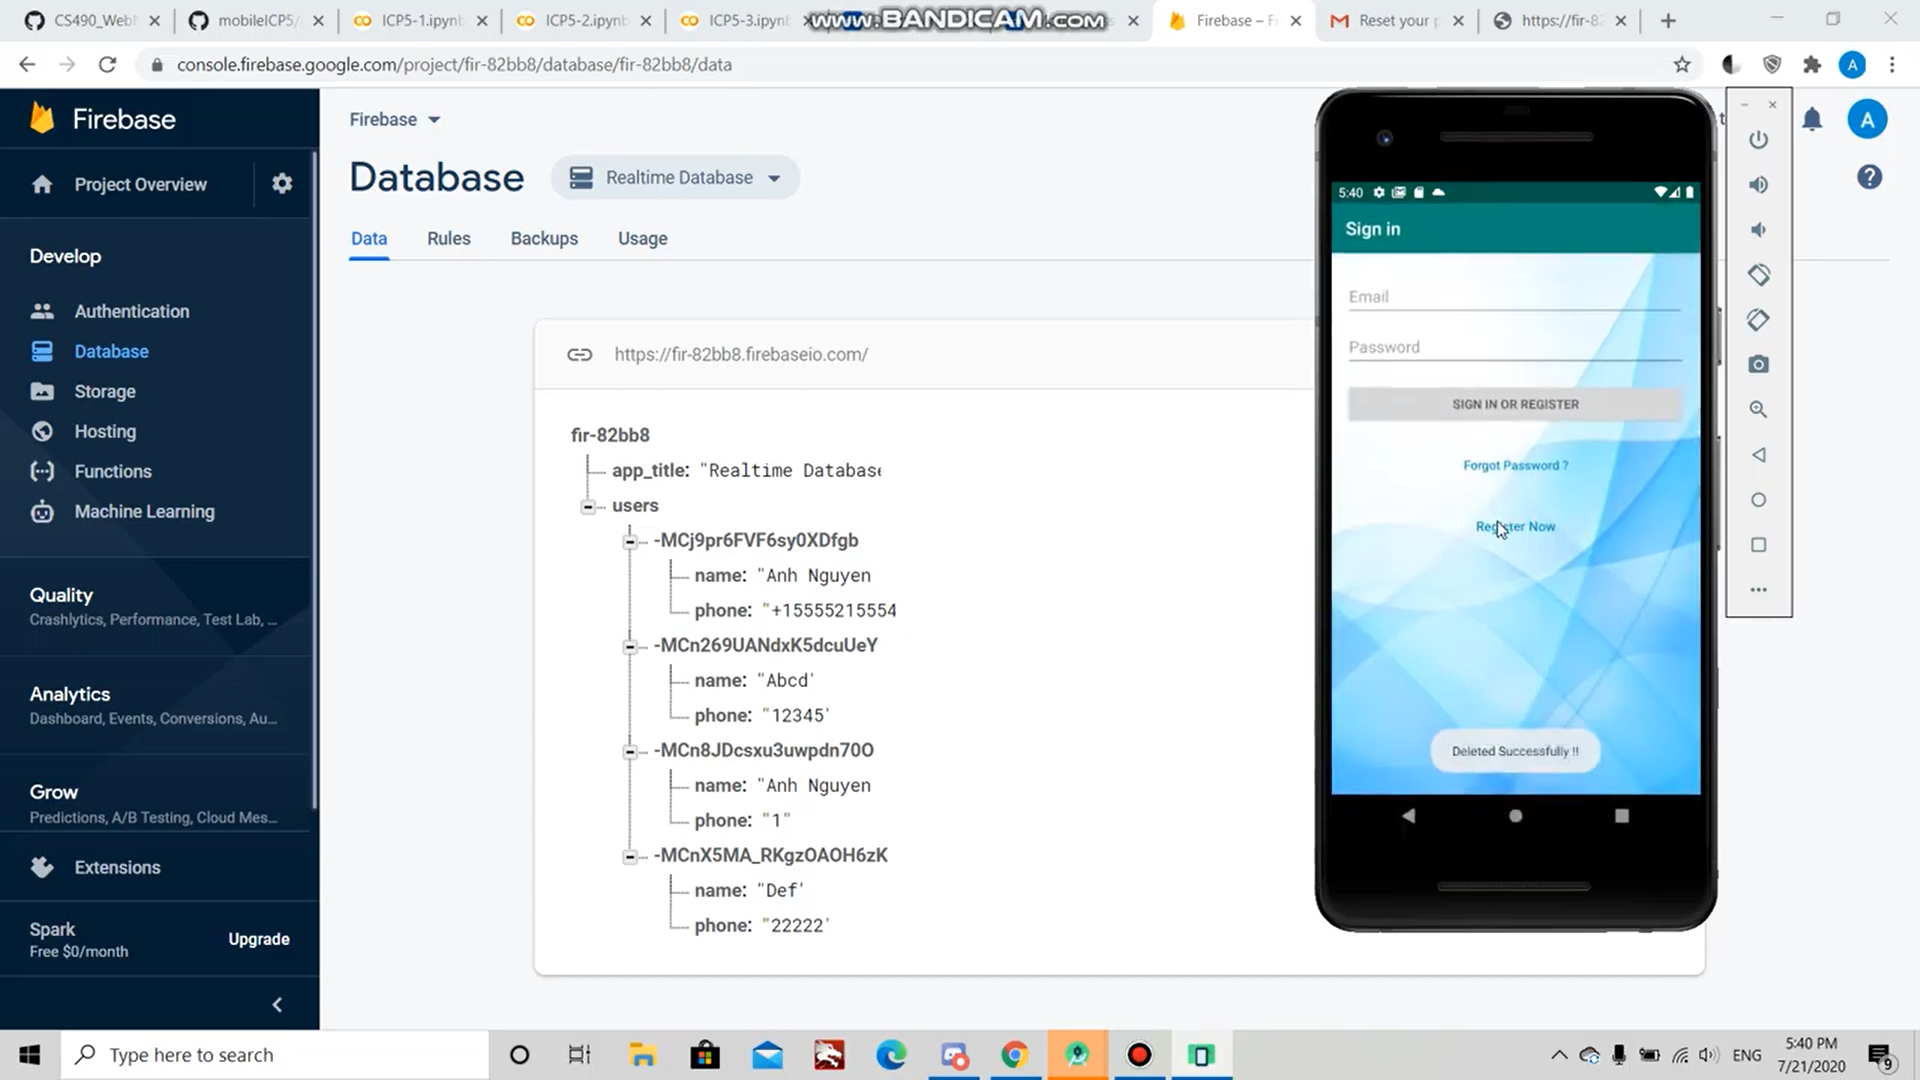 CS490_Web
mobileICP5/
ICP5-1.ipynb
ICP5-2.ipynb
ICP5-3.ipynb
www.BANDICAM.com
Firebase – Fi
Reset your p
https://fir-82
console.firebase.google.com/project/fir-82bb8/database/fir-82bb8/data
A
Firebase
Firebase
A
Project Overview
Database
Realtime Database
5:40
Sign in
Data
Rules
Backups
Usage
Develop
Authentication
Database
Storage
Hosting
Functions
Machine Learning
Quality
Crashlytics, Performance, Test Lab, ...
Analytics
Dashboard, Events, Conversions, Au...
Grow
Predictions, A/B Testing, Cloud Mes...
Extensions
Spark
Free $0/month
Upgrade
https://fir-82bb8.firebaseio.com/
fir-82bb8
app_title: "Realtime Database
users
-MCj9pr6FVF6sy0XDfgb
name: "Anh Nguyen
phone: "+15555215554
-MCn269UANdxK5dcuUeY
name: "Abcd"
phone: "12345"
-MCn8JDcsxu3uwpdn70O
name: "Anh Nguyen
phone: "1"
-MCnX5MA_RKgzOAOH6zK
name: "Def"
phone: "22222"
Email
Password
SIGN IN OR REGISTER
Forgot Password ?
Register Now
Deleted Successfully !!
Type here to search
ENG
5:40 PM
7/21/2020
9